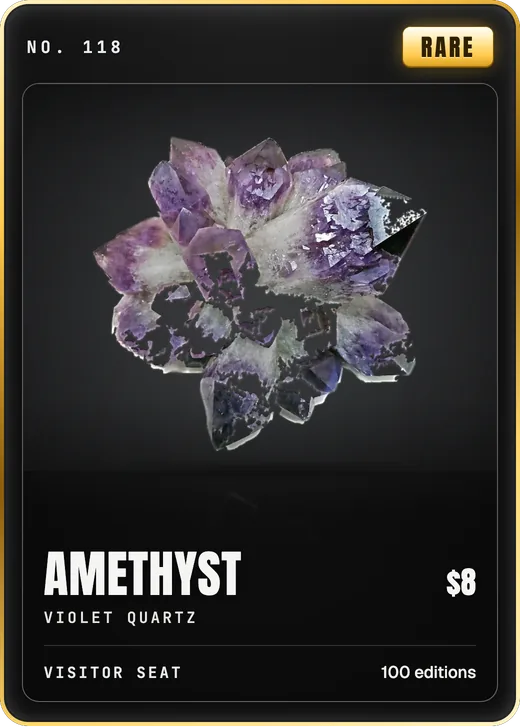 NO. 118
RARE
AMETHYST
$8
VIOLET QUARTZ
VISITOR SEAT
100 editions